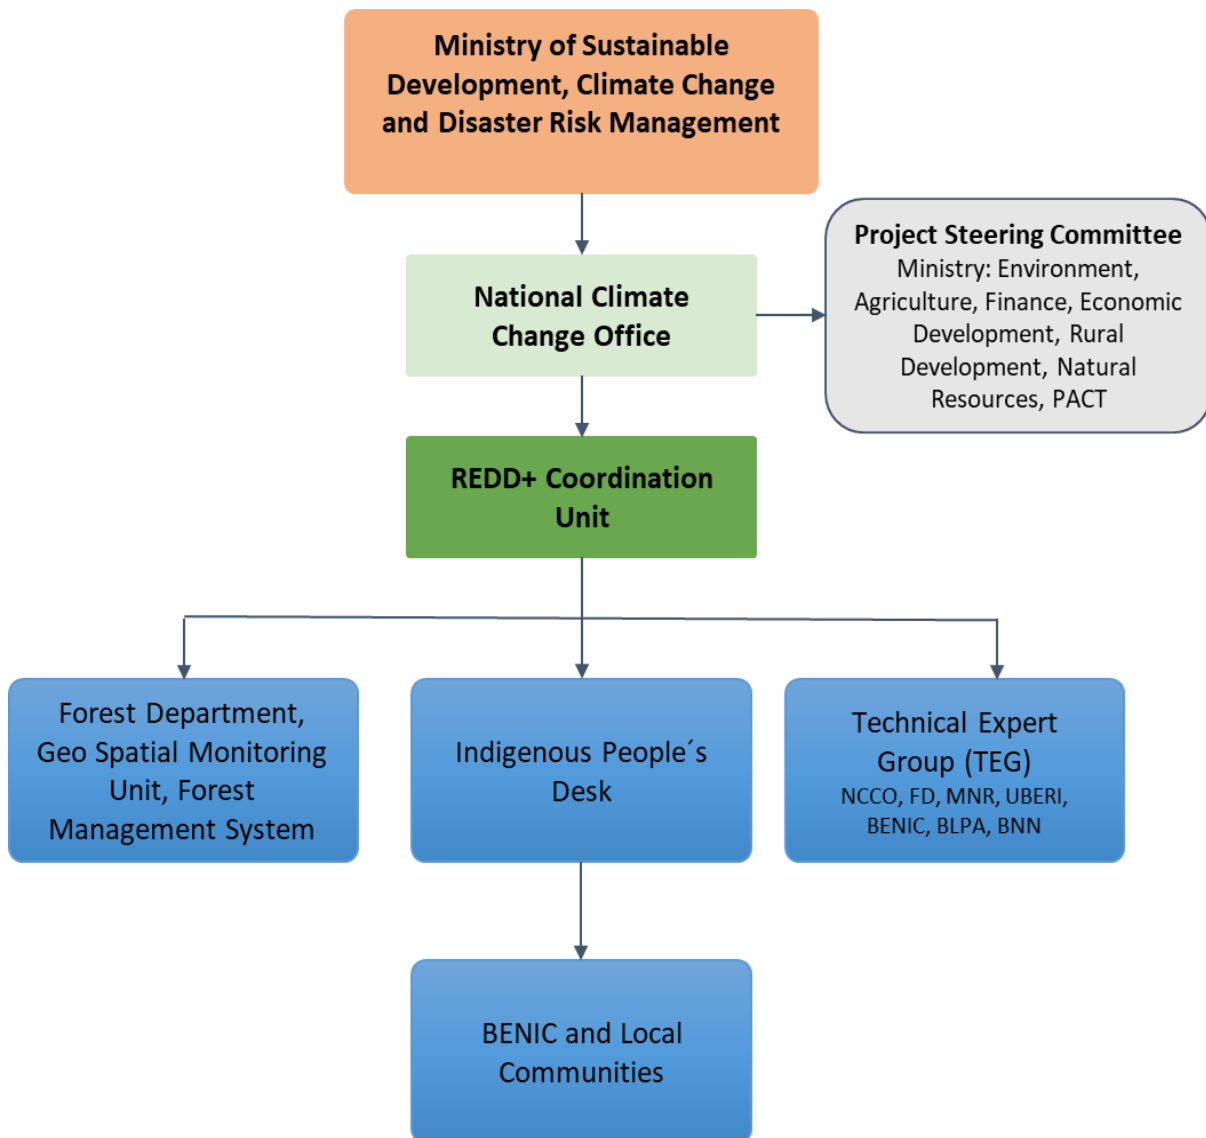 Ministry of Sustainable
Development, Climate Change
and Disaster Risk Management
Project Steering Committee
Ministry: Environment,
Agriculture, Finance, Economic
Development, Rural
Development, Natural
Resources, PACT
National Climate
Change Office
REDD+ Coordination
Unit
Forest Department,
Geo Spatial Monitoring
Unit, Forest
Management System
Indigenous People´s
Desk
Technical Expert
Group (TEG)
NCCO, FD, MNR, UBERI,
BENIC, BLPA, BNN
BENIC and Local
Communities